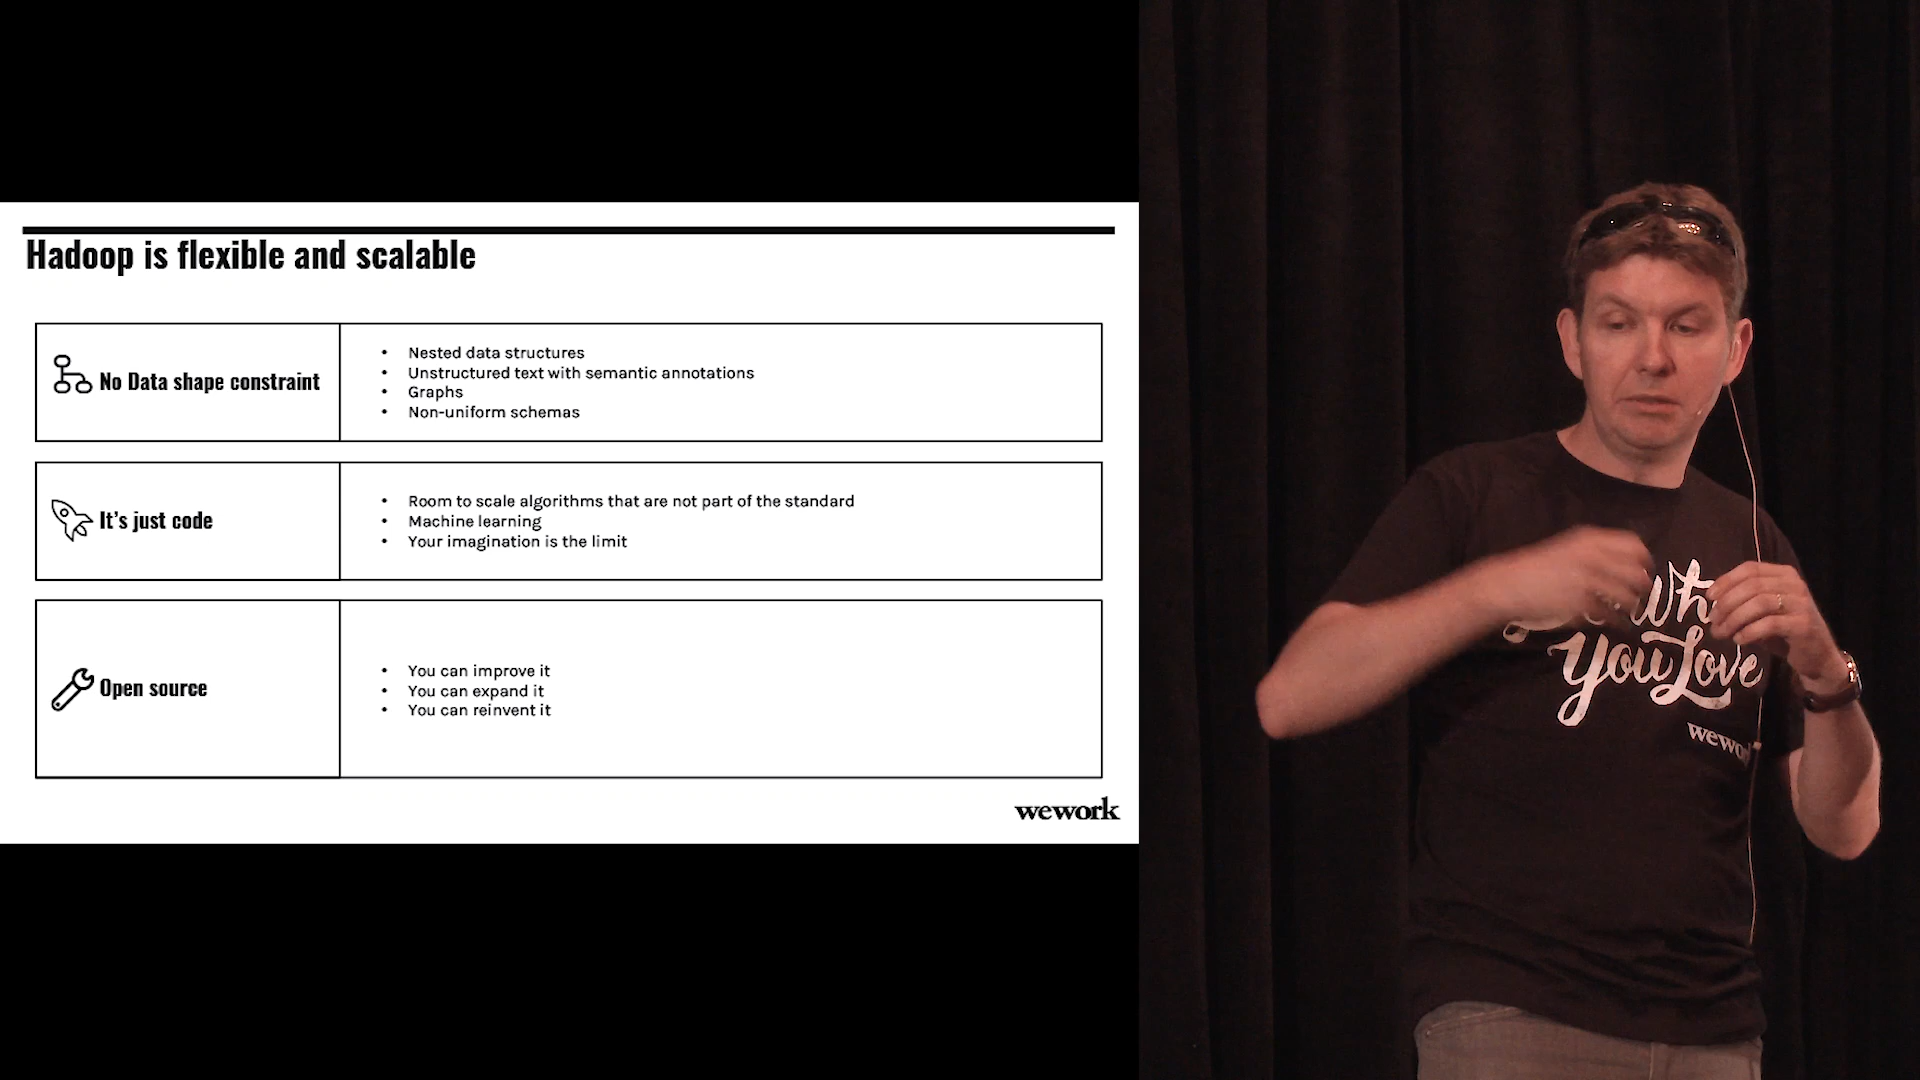 Hadoop is flexible and scalable
No Data shape constraint
• Nested data structures
• Unstructured text with semantic annotations
• Graphs
• Non-uniform schemas
It's just code
• Room to scale algorithms that are not part of the standard
• Machine learning
• Your imagination is the limit
Open source
• You can improve it
• You can expand it
• You can reinvent it
wework
You Love